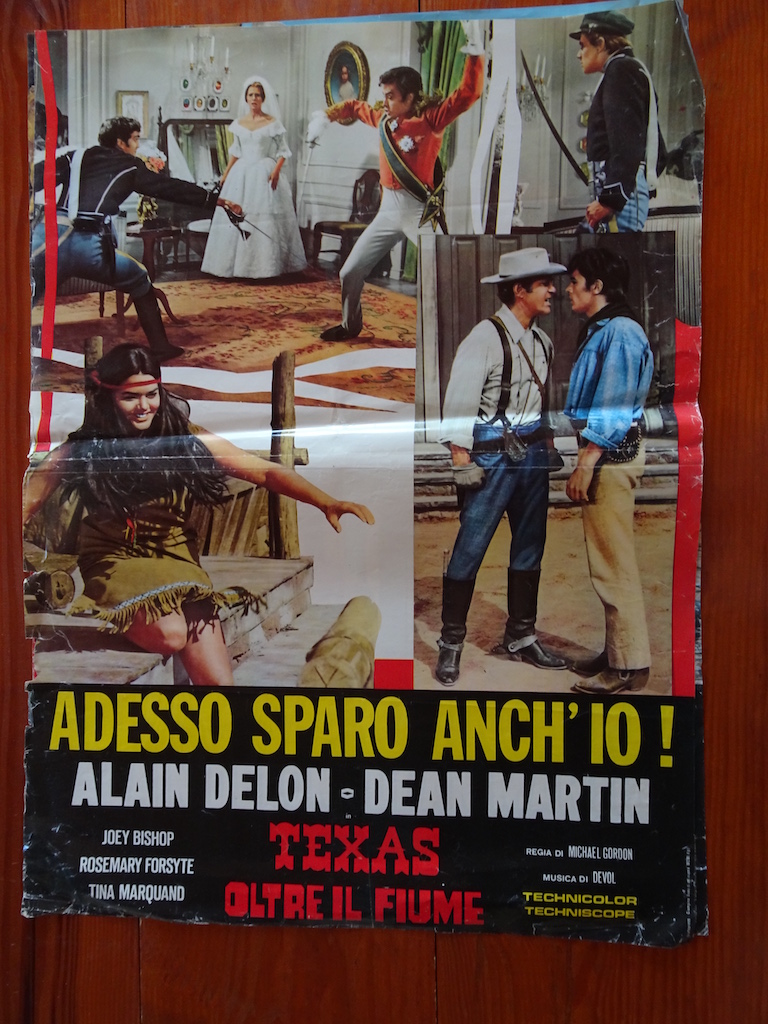 ADESSO SPARO ANCH' IO !
ALAIN DELON - DEAN MARTIN
in
TEXAS
OLTRE IL FIUME
JOEY BISHOP
ROSEMARY FORSYTE
TINA MARQUAND
REGIA DI MICHAEL GORDON
MUSICA DI DEVOL
TECHNICOLOR
TECHNISCOPE